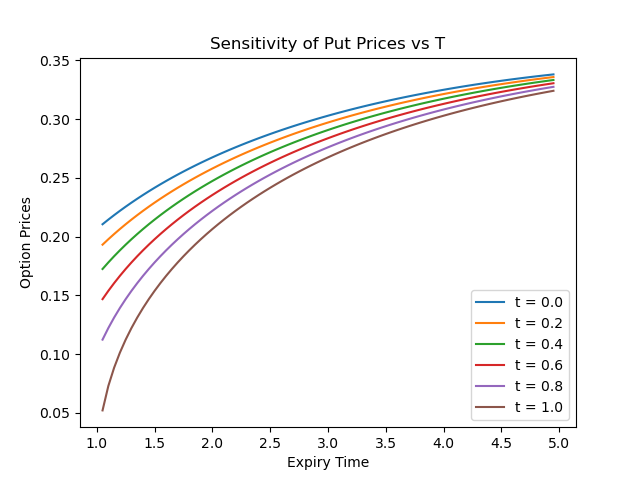 Sensitivity of Put Prices vs T
Option Prices
0.35
0.30
0.25
0.20
0.15
0.10
0.05
1.0 1.5 2.0 2.5 3.0 3.5 4.0 4.5 5.0
Expiry Time
t = 0.0
t = 0.2
t = 0.4
t = 0.6
t = 0.8
t = 1.0